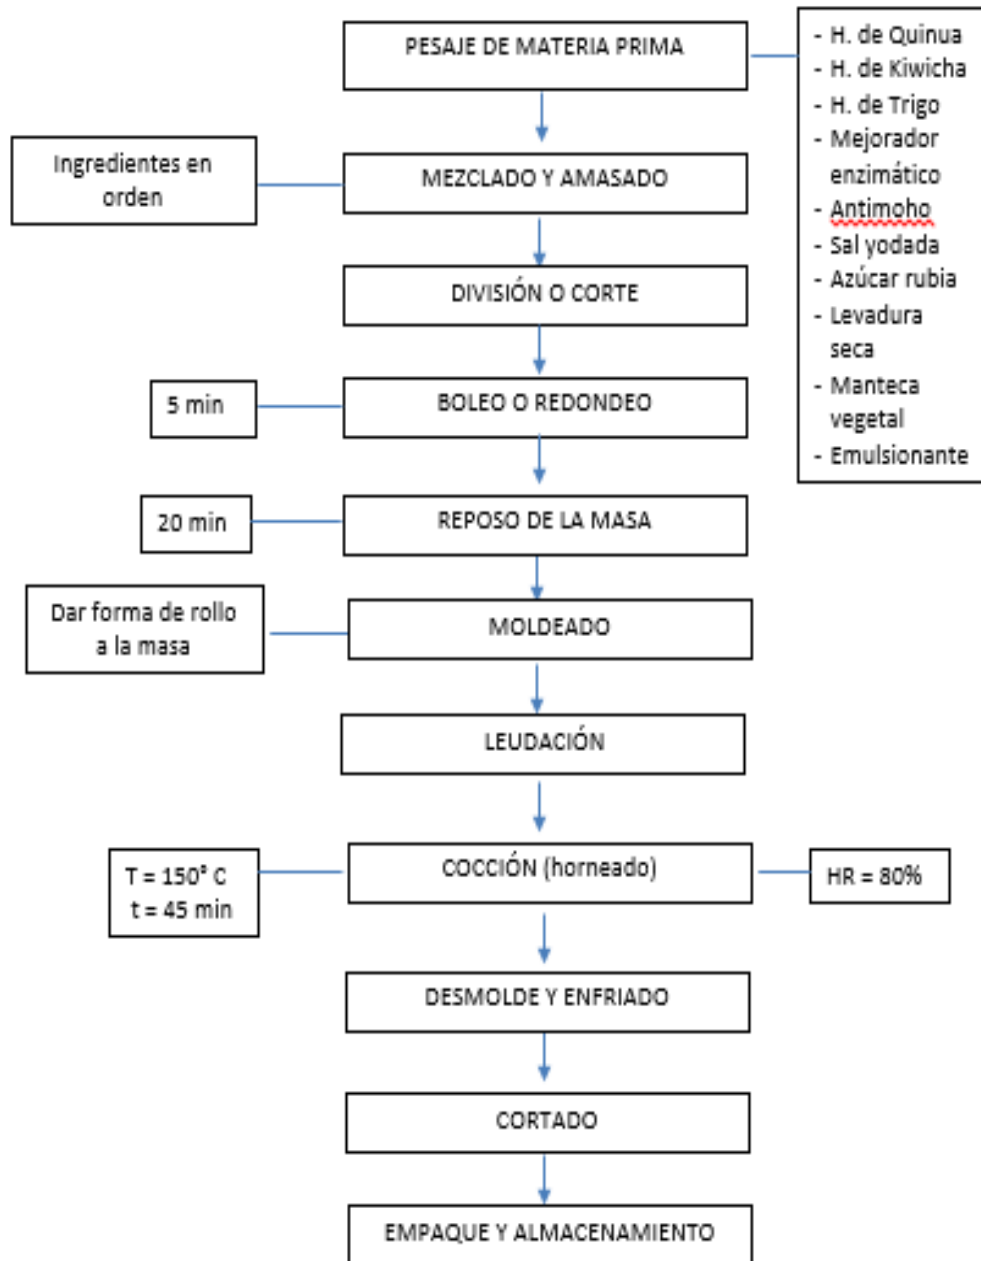 PESAJE DE MATERIA PRIMA
- H. de Quinua
- H. de Kiwicha
- H. de Trigo
- Mejorador
enzimático
- Antimoho
- Sal yodada
- Azúcar rubia
- Levadura
seca
- Manteca
vegetal
- Emulsionante
Ingredientes en
orden
MEZCLADO Y AMASADO
DIVISIÓN O CORTE
5 min
BOLEO O REDONDEO
20 min
REPOSO DE LA MASA
Dar forma de rollo
a la masa
MOLDEADO
LEUDACIÓN
T = 150° C
t = 45 min
COCCIÓN (horneado)
HR = 80%
DESMOLDE Y ENFRIADO
CORTADO
EMPAQUE Y ALMACENAMIENTO